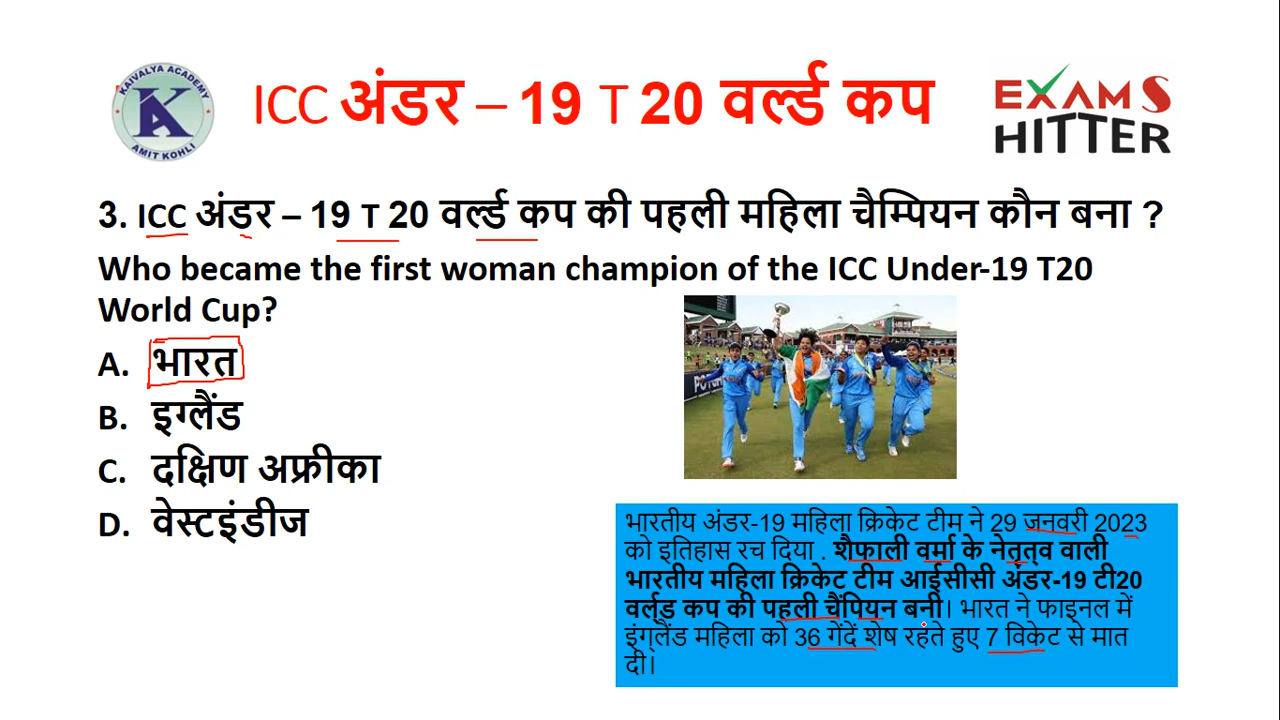 KAIVALYA ACADEMY
K
AMIT KOHLI
ICC अंडर – 19 T 20 वर्ल्ड कप
EXAMS
HITTER
3. ICC अंडर – 19 T 20 वर्ल्ड कप की पहली महिला चैम्पियन कौन बना ?
Who became the first woman champion of the ICC Under-19 T20
World Cup?
A. भारत
B. इग्लैंड
C. दक्षिण अफ्रीका
D. वेस्टइंडीज
भारतीय अंडर-19 महिला क्रिकेट टीम ने 29 जनवरी 2023
को इतिहास रच दिया . शैफाली वर्मा के नेतृत्व वाली
भारतीय महिला क्रिकेट टीम आईसीसी अंडर-19 टी20
वर्ल्ड कप की पहली चैंपियन बनी। भारत ने फाइनल में
इंग्लैंड महिला को 36 गेंदें शेष रहते हुए 7 विकेट से मात
दी।